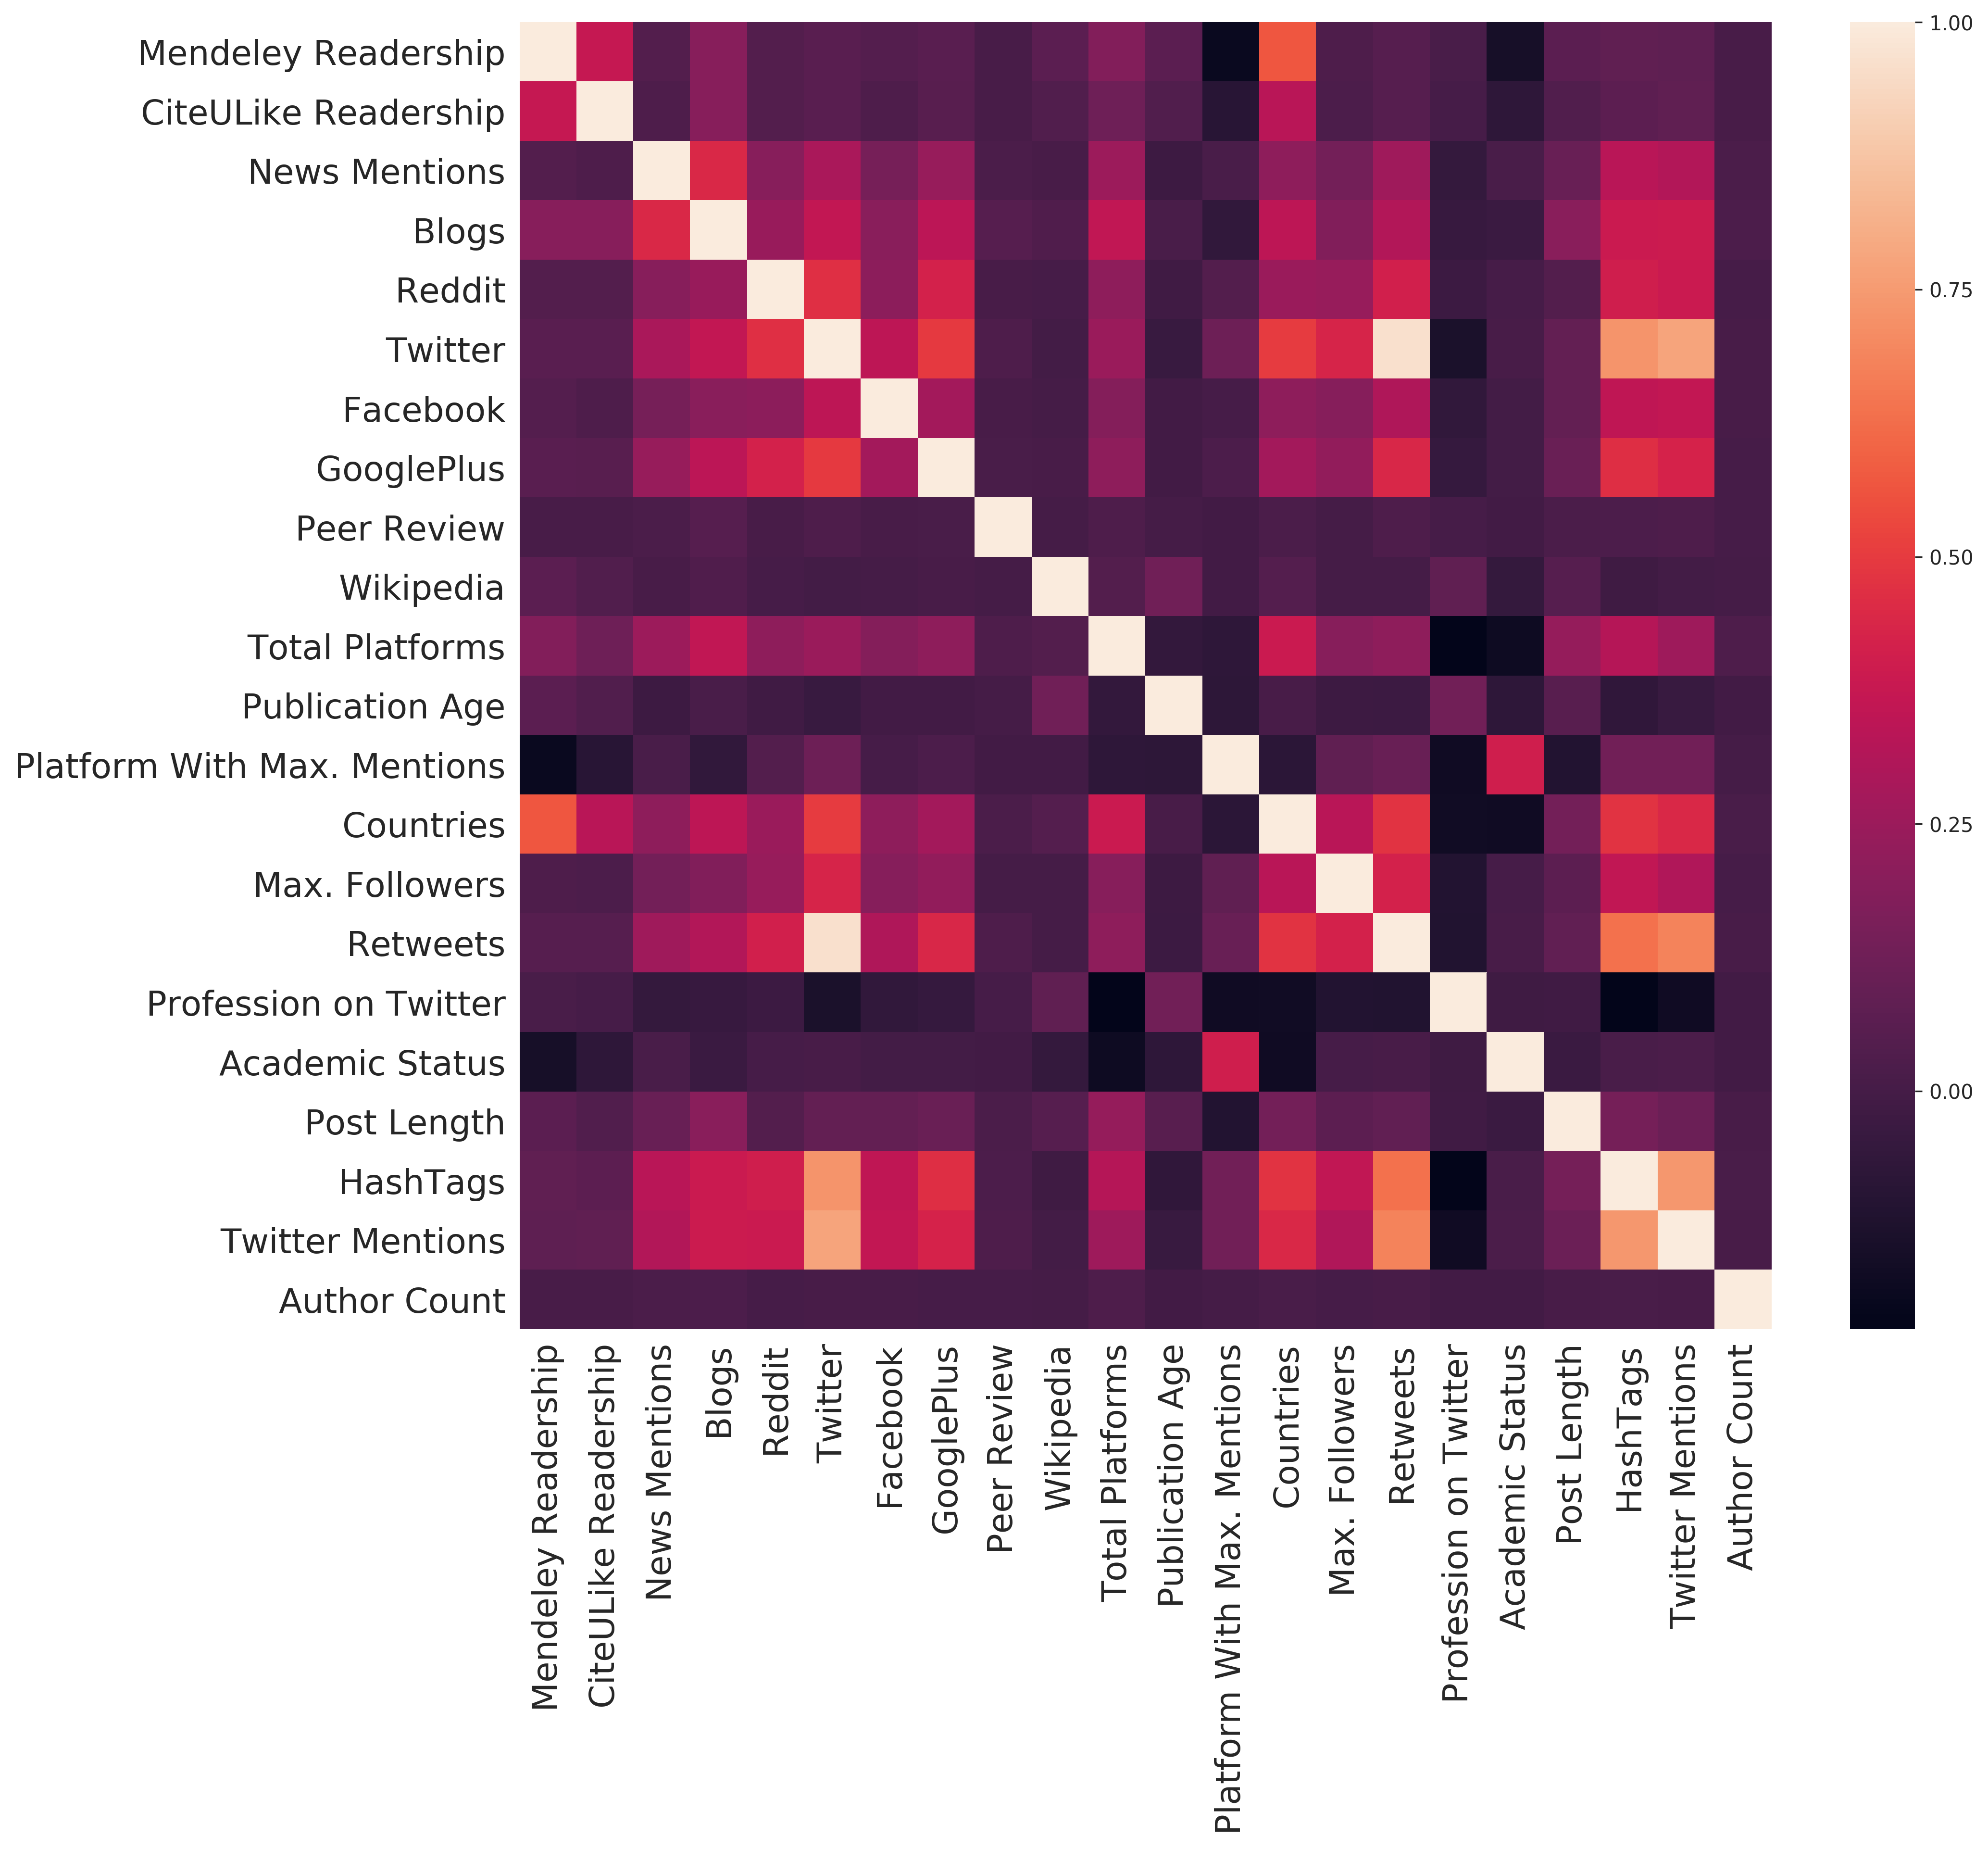 Mendeley Readership
CiteULike Readership
News Mentions
Blogs
Reddit
Twitter
Facebook
GooglePlus
Peer Review
Wikipedia
Total Platforms
Publication Age
Platform With Max. Mentions
Countries
Max. Followers
Retweets
Profession on Twitter
Academic Status
Post Length
HashTags
Twitter Mentions
Author Count
Mendeley Readership
CiteULike Readership
News Mentions
Blogs
Reddit
Twitter
Facebook
GooglePlus
Peer Review
Wikipedia
Total Platforms
Publication Age
Platform With Max. Mentions
Countries
Max. Followers
Retweets
Profession on Twitter
Academic Status
Post Length
HashTags
Twitter Mentions
Author Count
1.00
0.75
0.50
0.25
0.00